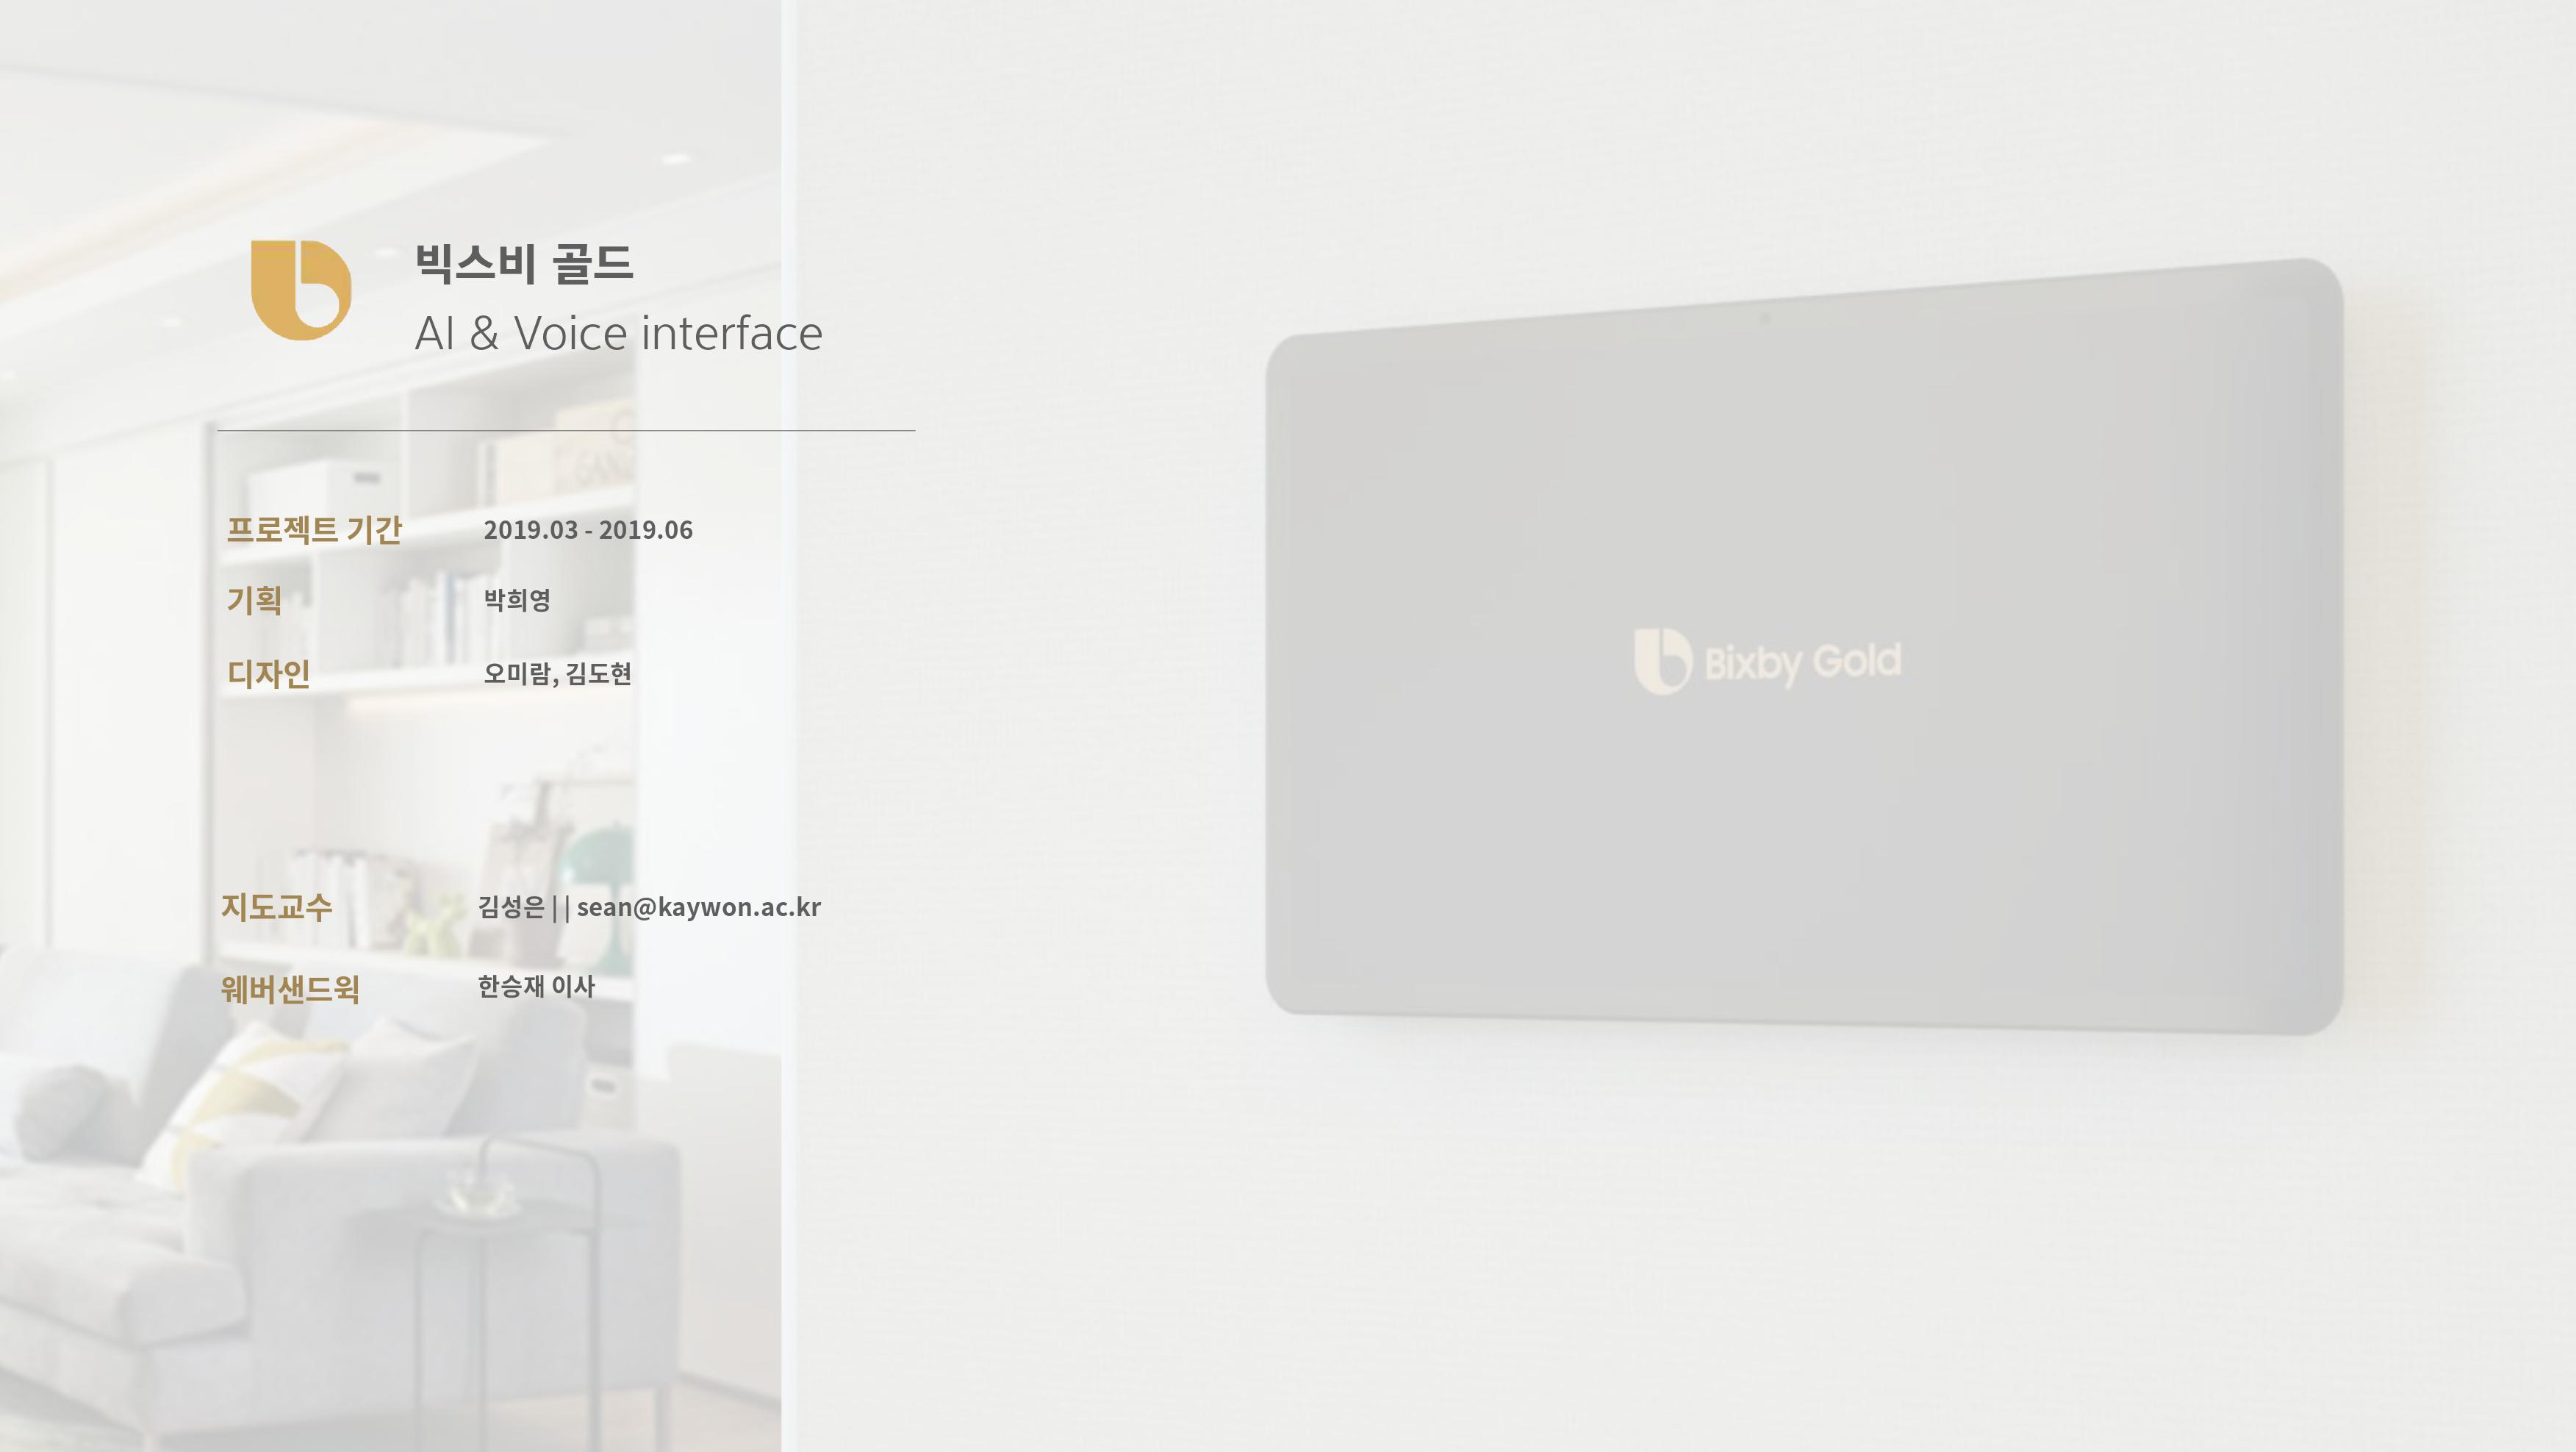 빅스비 골드
AI & Voice interface
프로젝트 기간 2019.03 - 2019.06
기획 박희영
디자인 오미람, 김도현
지도교수 김성은 || sean@kaywon.ac.kr
웨버샌드윅 한승재 이사
Bixby Gold